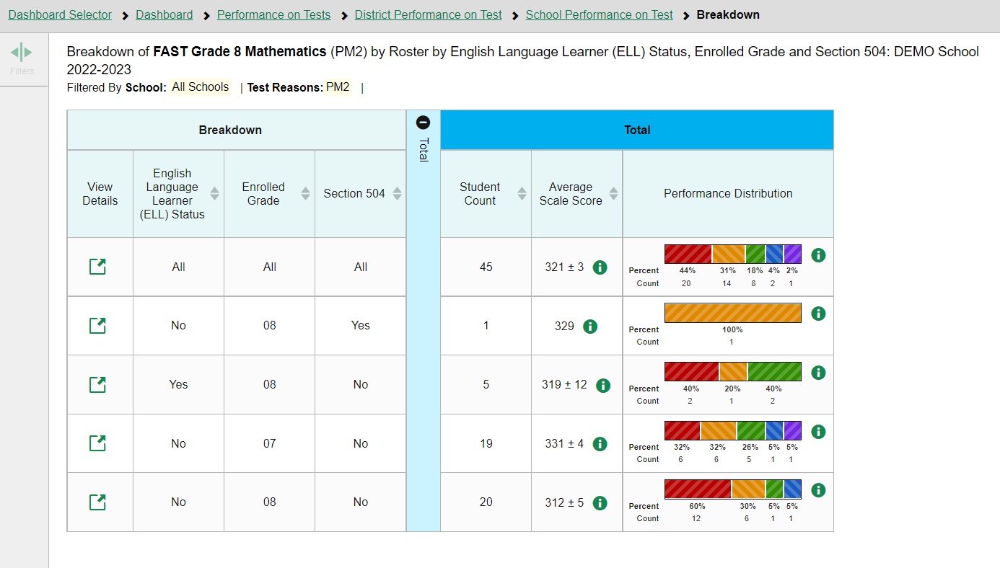 Dashboard Selector > Dashboard > Performance on Tests > District Performance on Test > School Performance on Test > Breakdown
Filters
Breakdown of FAST Grade 8 Mathematics (PM2) by Roster by English Language Learner (ELL) Status, Enrolled Grade and Section 504: DEMO School
2022-2023
Filtered By School: All Schools | Test Reasons: PM2 |
Breakdown
Total
Total
View
Details
English
Language
Learner
(ELL) Status
Enrolled
Grade
Section 504
Student
Count
Average
Scale Score
Performance Distribution
All All All 45 321 ± 3
Percent 44% 31% 18% 4% 2%
Count 20 14 8 2 1
No 08 Yes 1 329
Percent 100%
Count 1
Yes 08 No 5 319 ± 12
Percent 40% 20% 40%
Count 2 1 2
No 07 No 19 331 ± 4
Percent 32% 32% 26% 5% 5%
Count 6 6 5 1 1
No 08 No 20 312 ± 5
Percent 60% 30% 5% 5%
Count 12 6 1 1